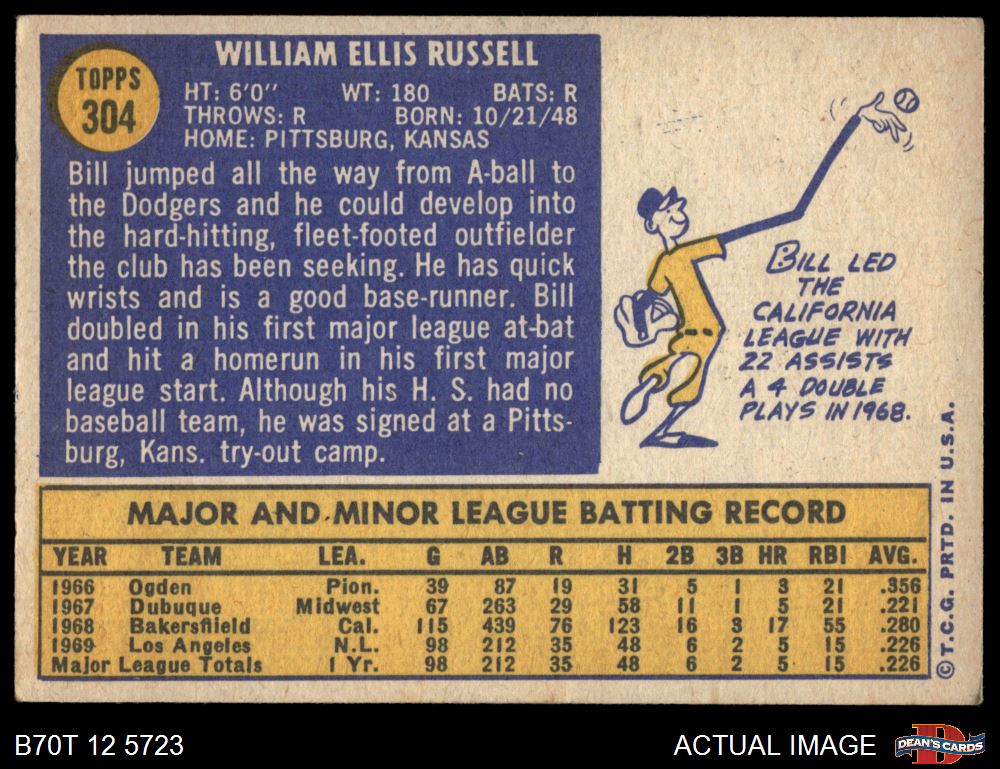 TOPPS
304
WILLIAM ELLIS RUSSELL
HT: 6'0" WT: 180 BATS: R
THROWS: R BORN: 10/21/48
HOME: PITTSBURG, KANSAS
Bill jumped all the way from A-ball to
the Dodgers and he could develop into
the hard-hitting, fleet-footed outfielder
the club has been seeking. He has quick
wrists and is a good base-runner. Bill
doubled in his first major league at-bat
and hit a homerun in his first major
league start. Although his H. S. had no
baseball team, he was signed at a Pitts-
burg, Kans. try-out camp.
BILL LED
THE
CALIFORNIA
LEAGUE WITH
22 ASSISTS
A 4 DOUBLE
PLAYS IN 1968.
MAJOR AND MINOR LEAGUE BATTING RECORD
YEAR TEAM LEA. G AB R H 2B 3B HR RBI AVG.
1966 Ogden Pion. 39 87 19 31 5 1 3 21 .356
1967 Dubuque Midwest 67 263 29 58 11 1 5 21 .221
1968 Bakersflield Cal. 115 439 76 123 16 3 17 55 .280
1969 Los Angeles N.L. 98 212 35 48 6 2 5 15 .226
Major League Totals 1 Yr. 98 212 35 48 6 2 5 15 .226
© T.C.G. PRTD. IN U.S.A.
B70T 12 5723
ACTUAL IMAGE
DEAN'S CARDS